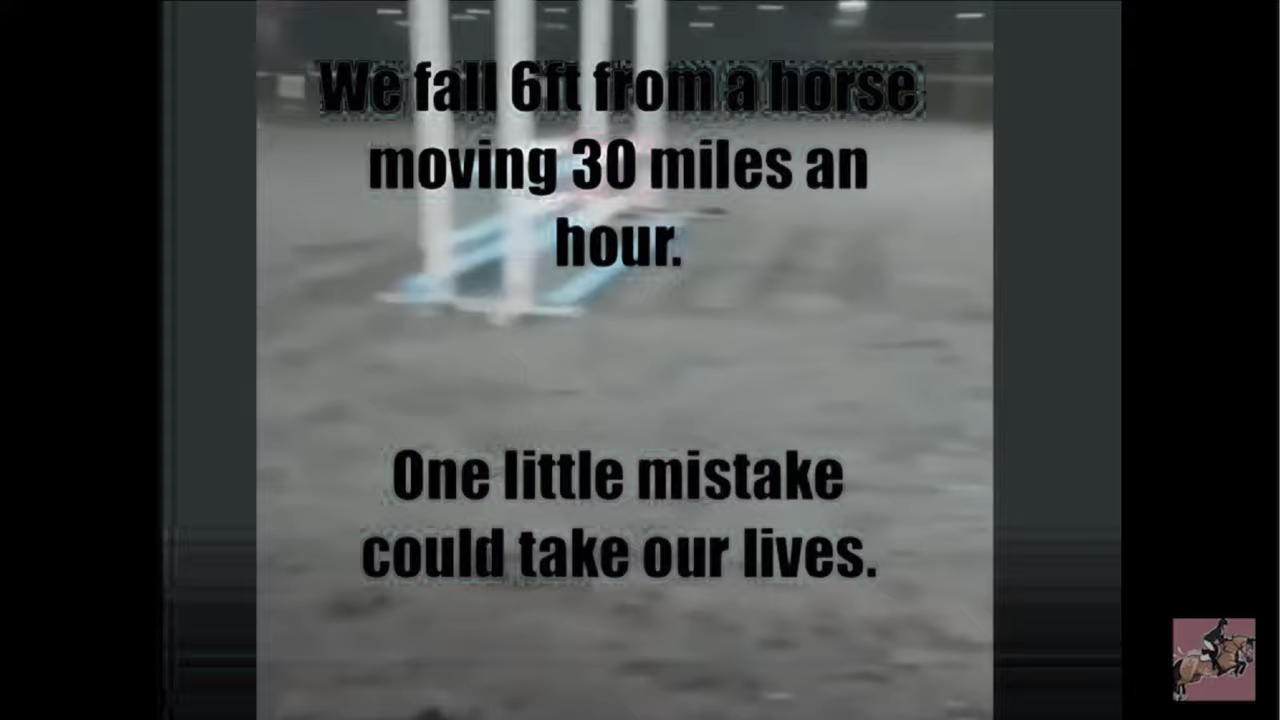 We fall 6ft from a horse
moving 30 miles an
hour.
One little mistake
could take our lives.